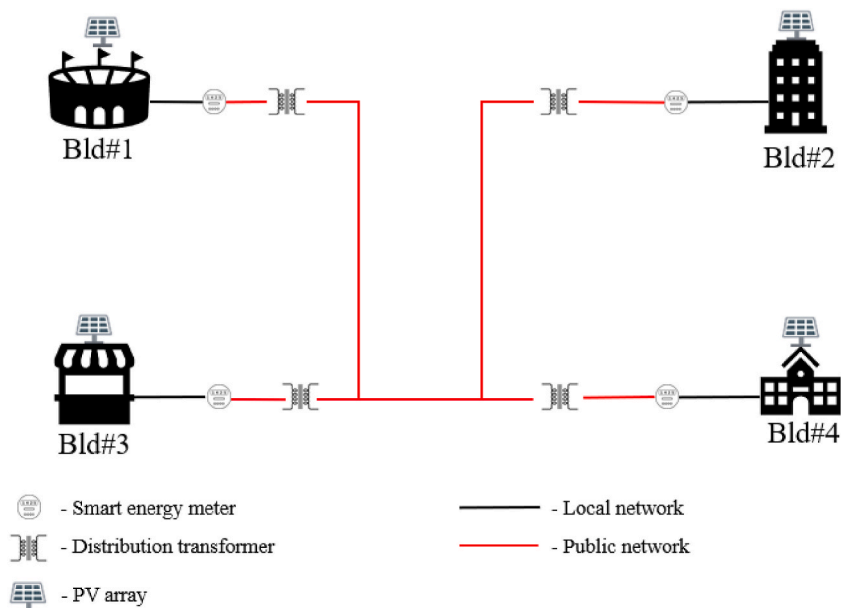 Bld#1
Bld#2
Bld#3
Bld#4
- Smart energy meter
- Local network
- Distribution transformer
- Public network
- PV array